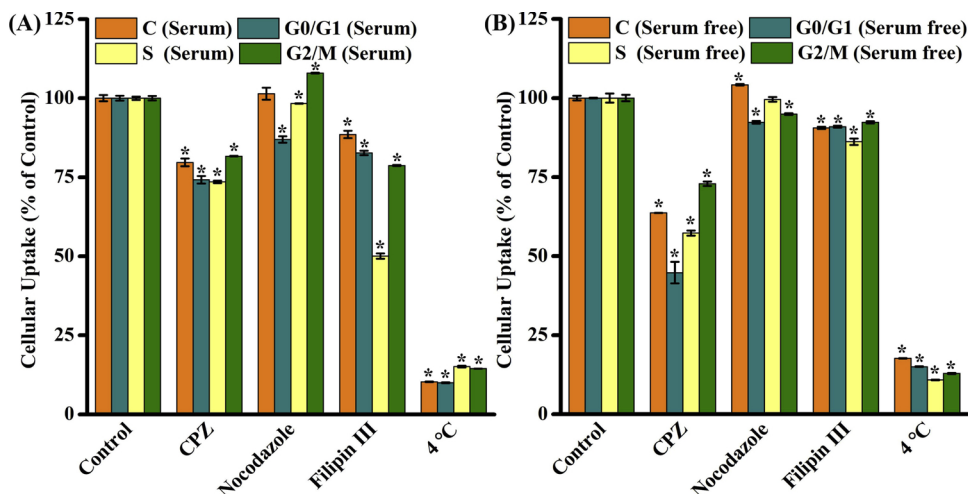 (A)
C (Serum) G0/G1 (Serum)
S (Serum) G2/M (Serum)
Cellular Uptake (% of Control)
125
100
75
50
25
0
* * * *
* * *
* * * *
* * * *
Control CPZ Nocodazole Filipin III 4 °C
(B)
C (Serum free) G0/G1 (Serum free)
S (Serum free) G2/M (Serum free)
Cellular Uptake (% of Control)
125
100
75
50
25
0
* * * *
* * *
* * * *
* * * *
Control CPZ Nocodazole Filipin III 4 °C